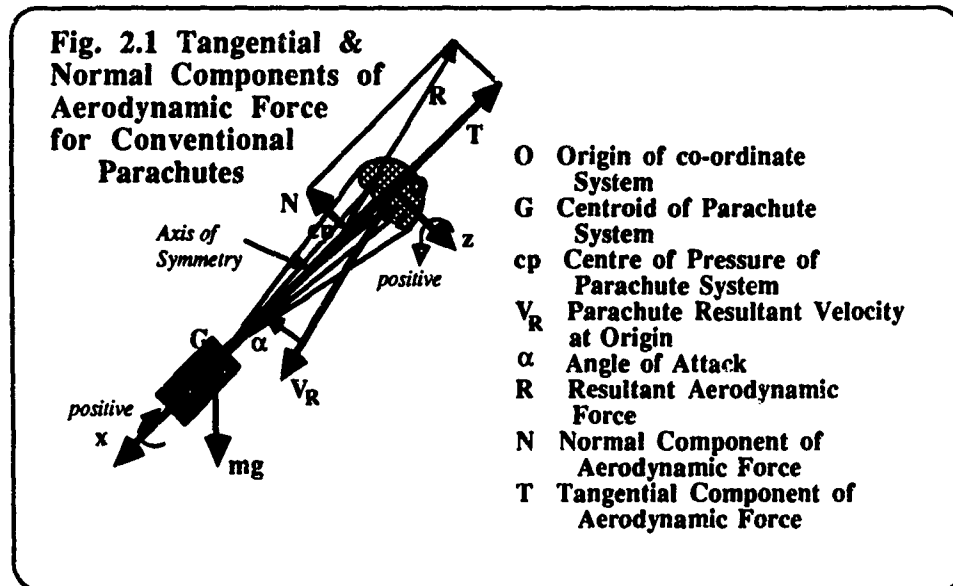 Fig. 2.1 Tangential &
Normal Components of
Aerodynamic Force
for Conventional
Parachutes
R
T
N
cp
Axis of
Symmetry
z
positive
G
α
V_R
positive
x
mg
O Origin of co-ordinate
System
G Centroid of Parachute
System
cp Centre of Pressure of
Parachute System
V_R Parachute Resultant Velocity
at Origin
α Angle of Attack
R Resultant Aerodynamic
Force
N Normal Component of
Aerodynamic Force
T Tangential Component of
Aerodynamic Force